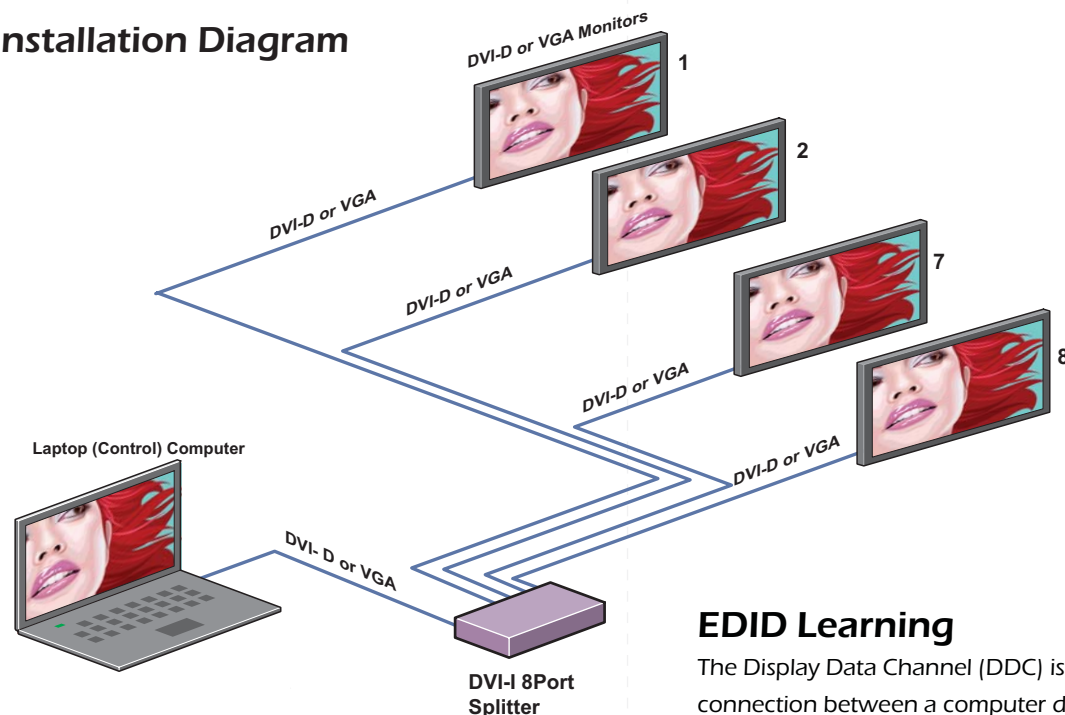 nstallation Diagram
DVI-D or VGA Monitors
1
2
7
8
DVI-D or VGA
DVI-D or VGA
DVI-D or VGA
DVI-D or VGA
Laptop (Control) Computer
DVI- D or VGA
DVI-I 8Port
Splitter
EDID Learning
The Display Data Channel (DDC) is
connection between a computer d